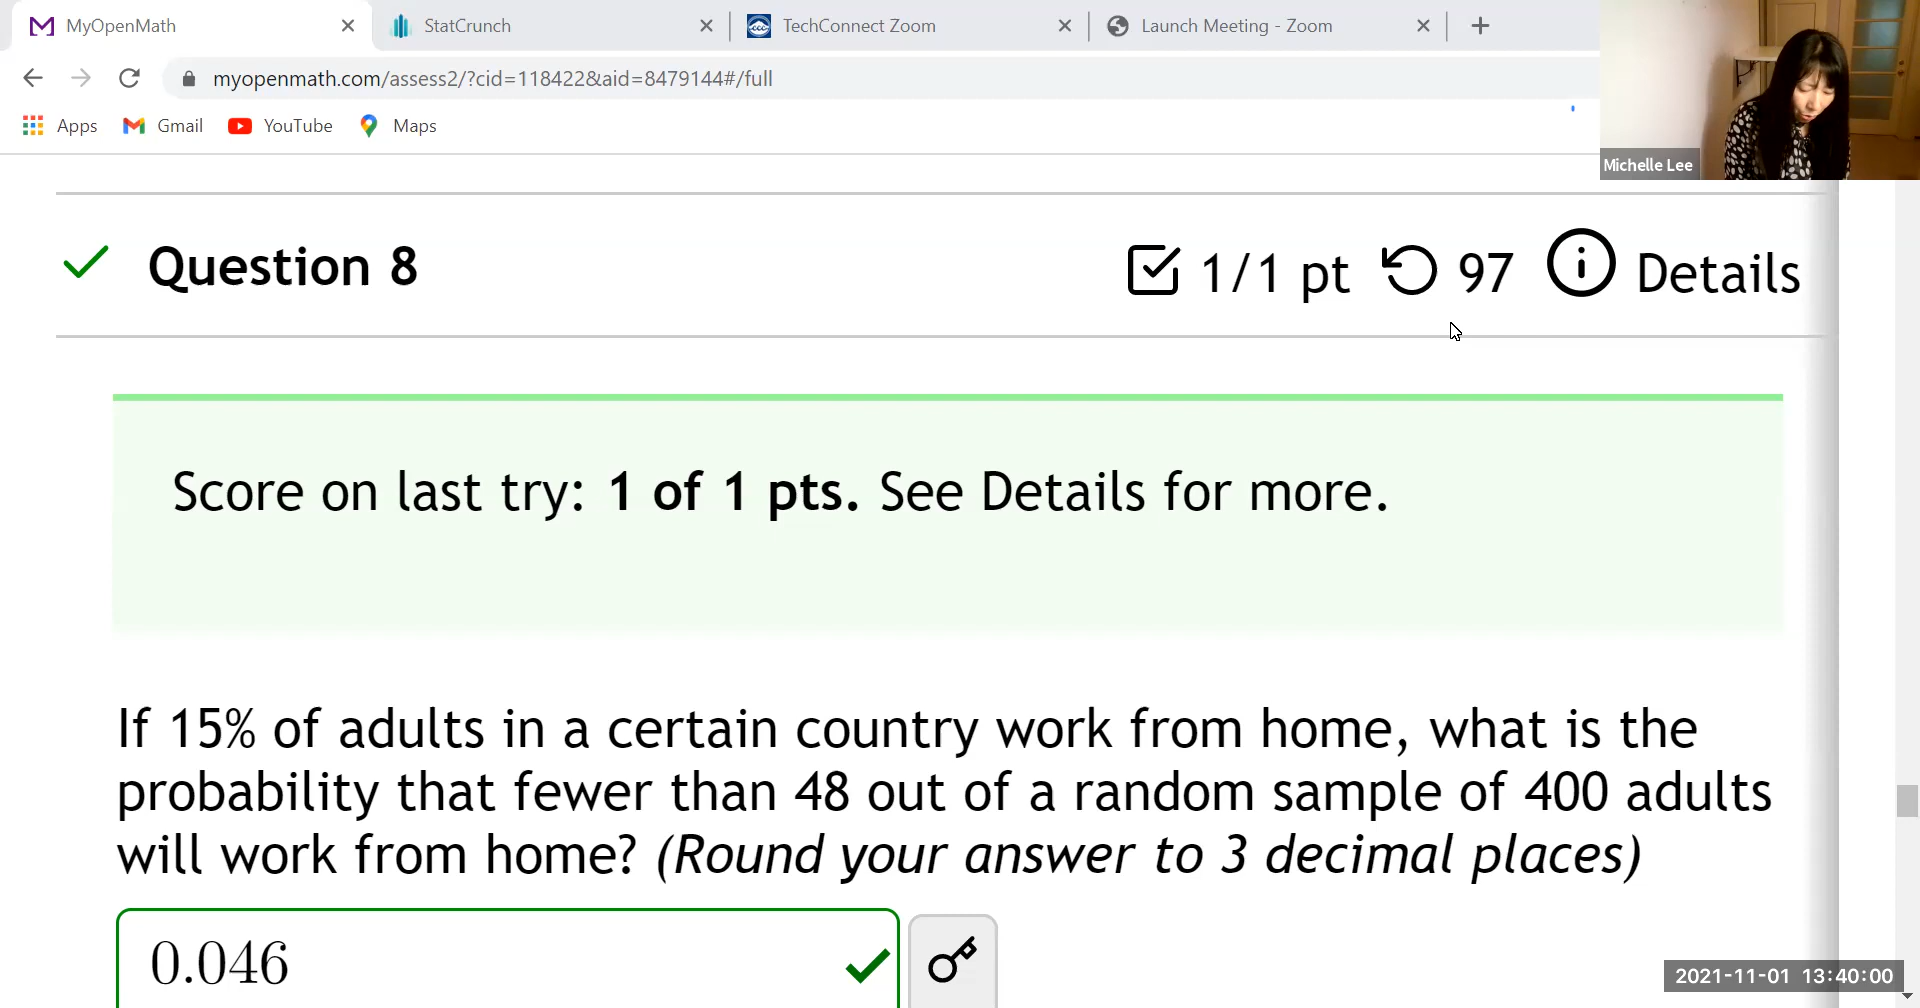 MyOpenMath
StatCrunch
TechConnect Zoom
Launch Meeting - Zoom
myopenmath.com/assess2/?cid=118422&aid=8479144#/full
Apps
Gmail
YouTube
Maps
Michelle Lee
Question 8
1/1 pt
97
Details
Score on last try: 1 of 1 pts. See Details for more.
If 15% of adults in a certain country work from home, what is the
probability that fewer than 48 out of a random sample of 400 adults
will work from home? (Round your answer to 3 decimal places)
0.046
2021-11-01 13:40:00